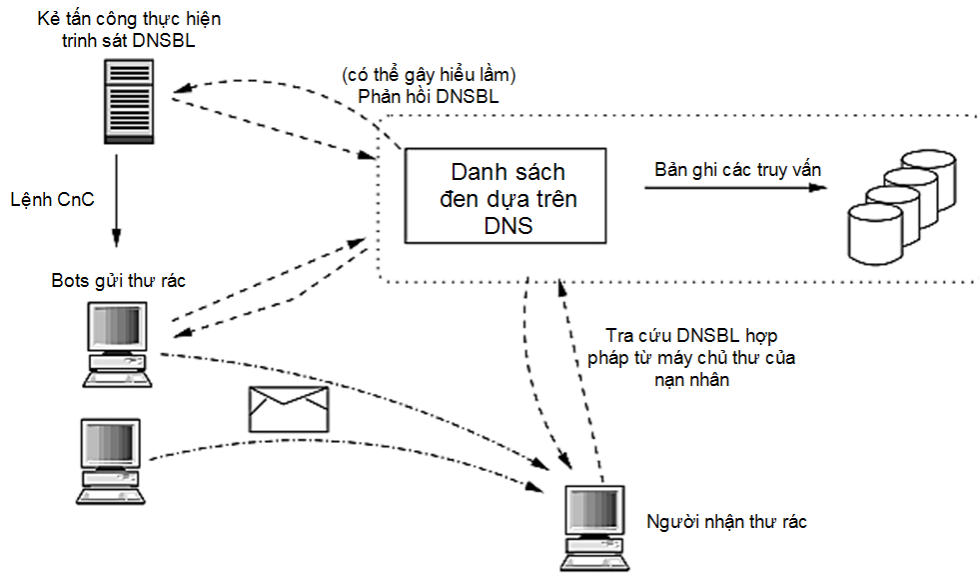 Kẻ tấn công thực hiện
trinh sát DNSBL
(có thể gây hiểu lầm)
Phản hồi DNSBL
Danh sách
đen dựa trên
DNS
Bản ghi các truy vấn
Lệnh CnC
Bots gửi thư rác
Tra cứu DNSBL hợp
pháp từ máy chủ thư của
nạn nhân
Người nhận thư rác